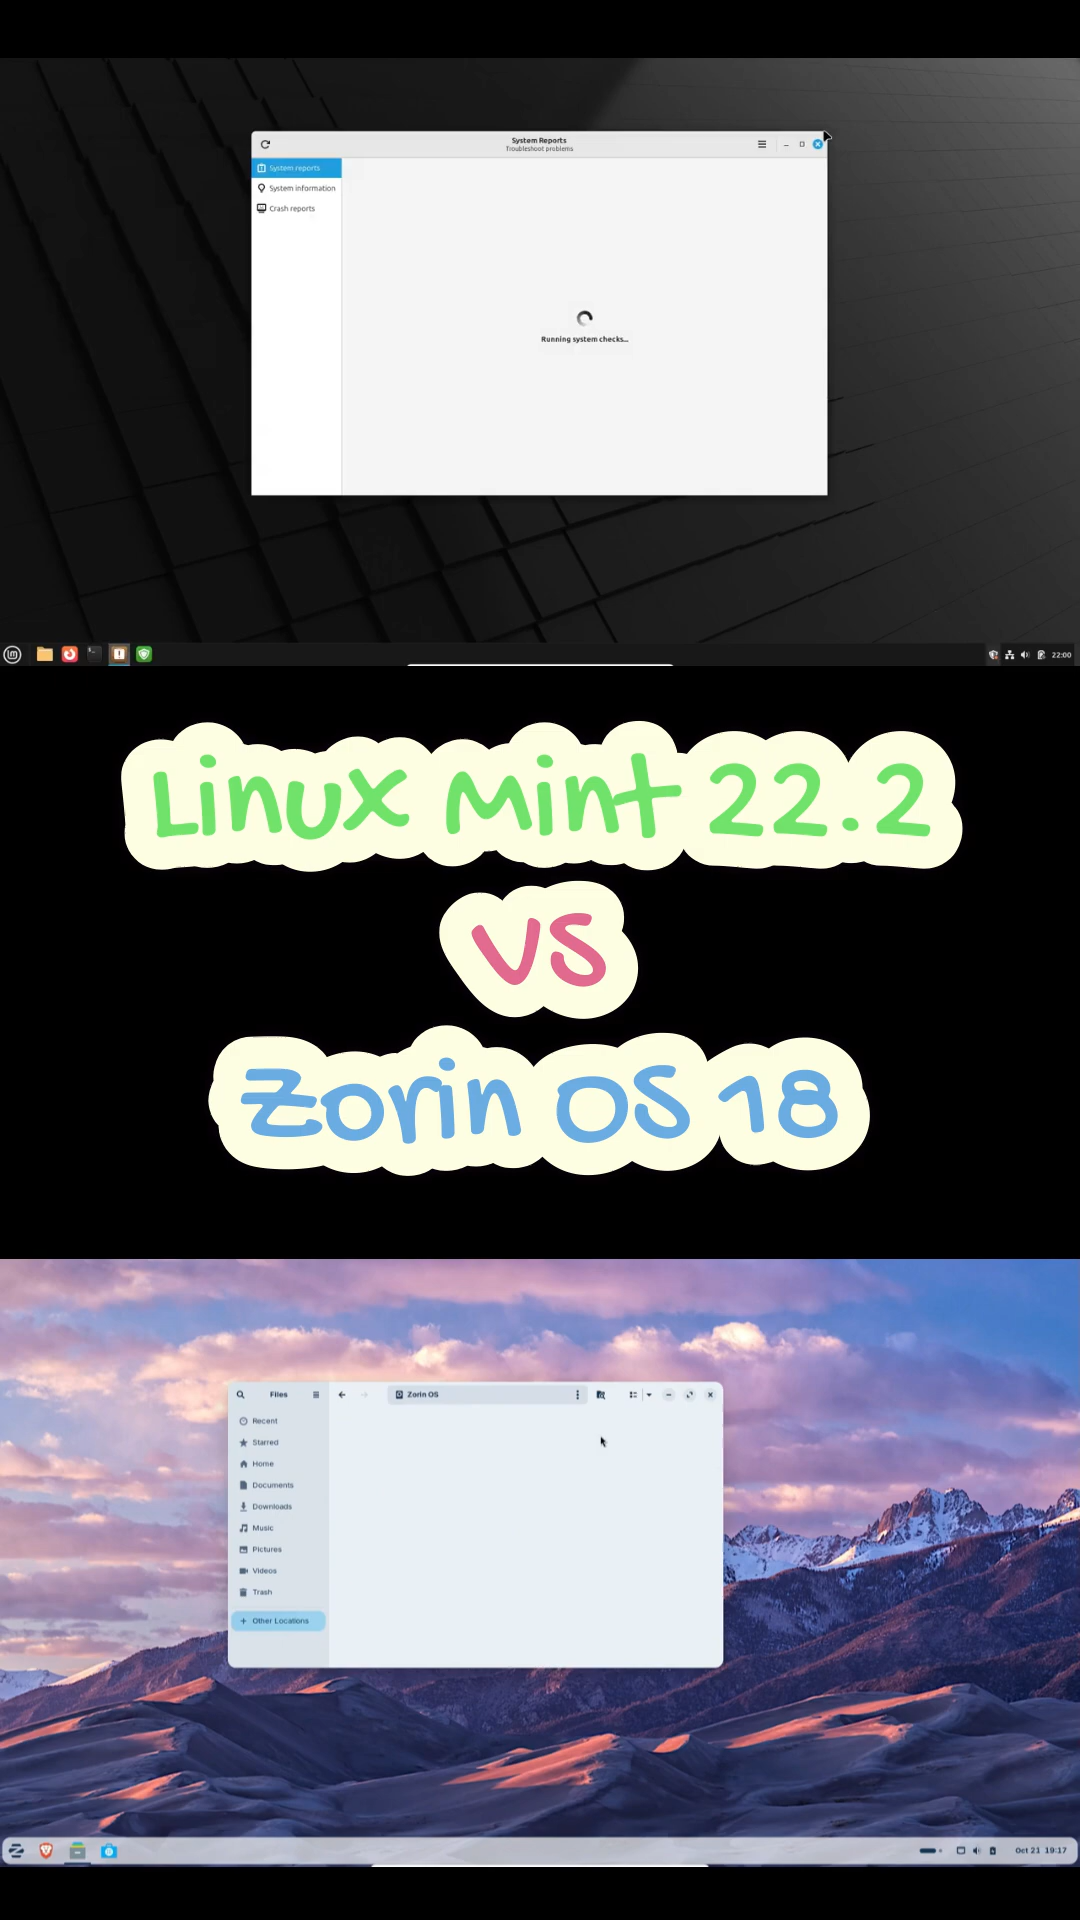 System Reports
Troubleshoot problems
System reports
System information
Crash reports
Running system checks...
22:00
Linux Mint 22.2
VS
Zorin OS 18
Files
Zorin OS
Recent
Starred
Home
Documents
Downloads
Music
Pictures
Videos
Trash
Other Locations
Oct 21 19:17